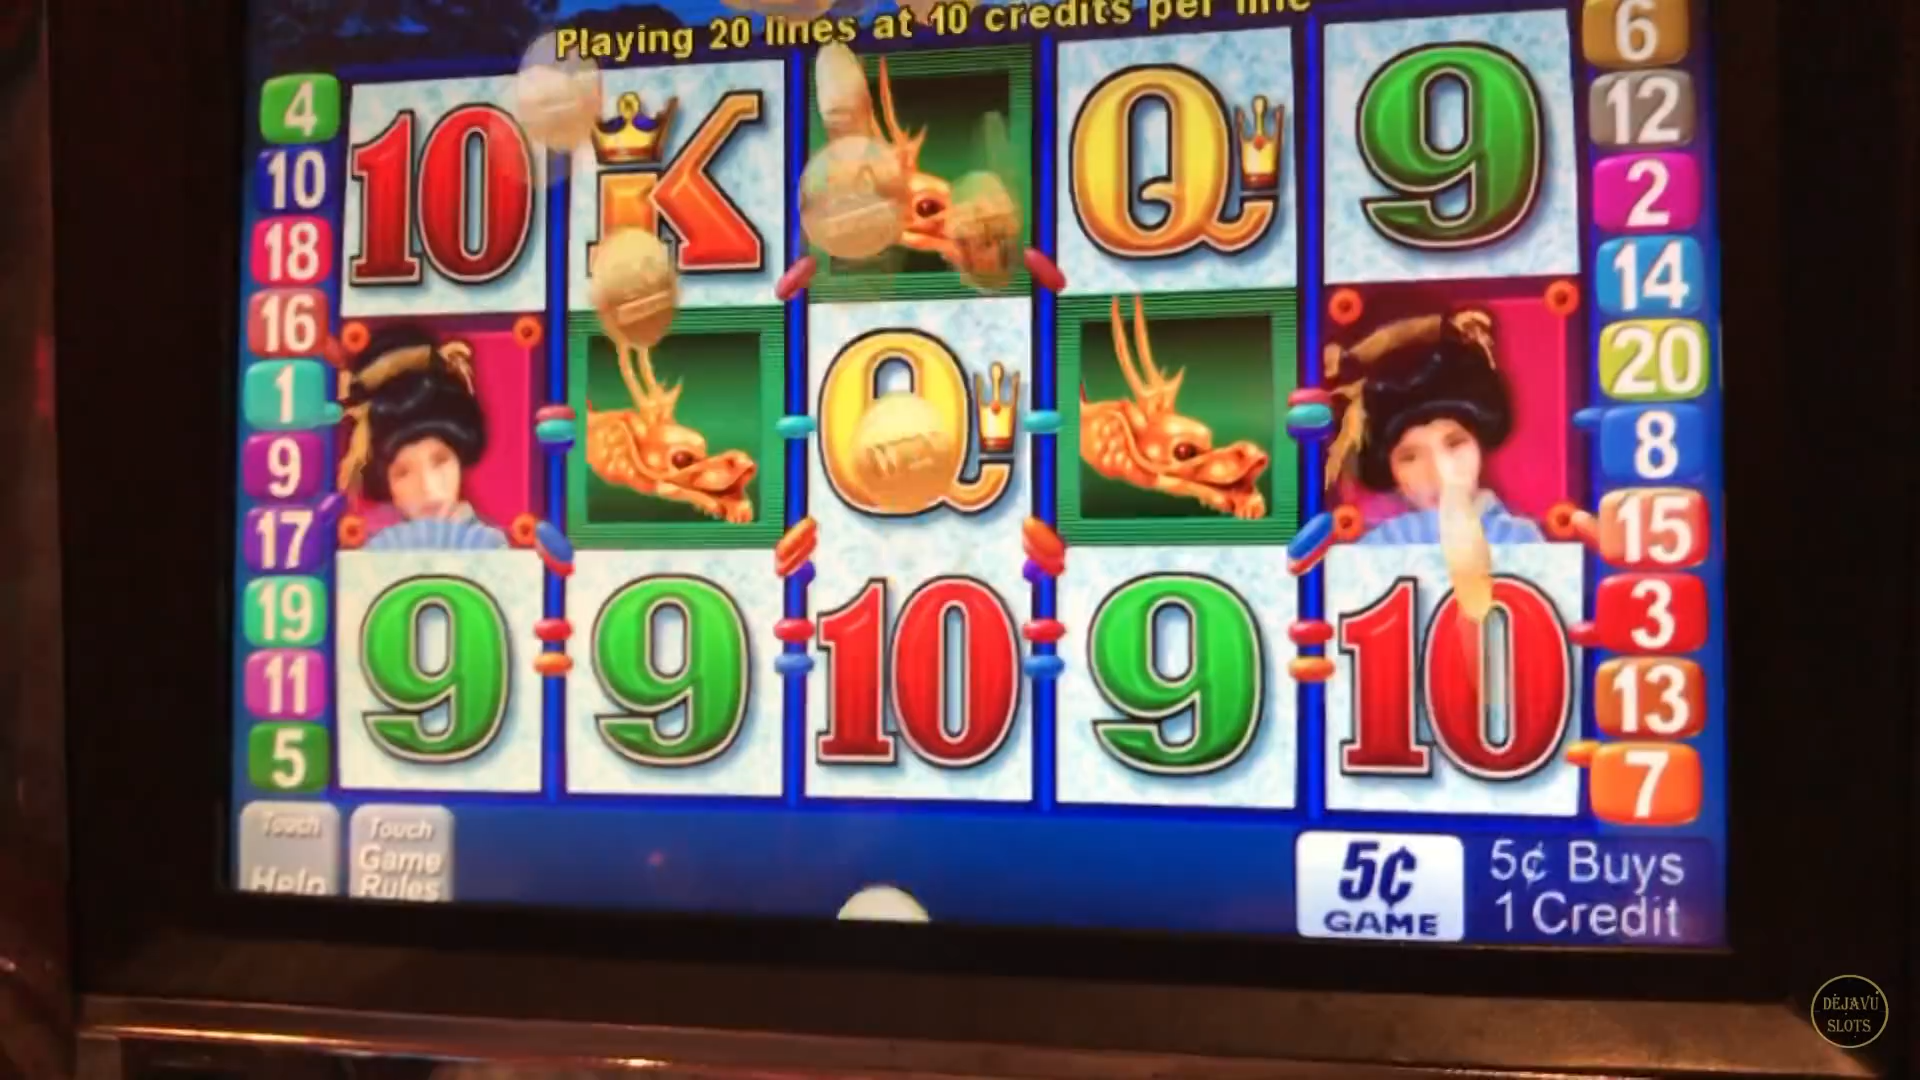 Playing 20 lines at 10 credits per line
4
10
18
16
1
9
17
19
11
5
10 K Q 9
Q
9 9 10 9 10
6
12
2
14
20
8
15
3
13
7
Touch
Help
Touch
Game
Rules
5¢
GAME
5¢ Buys
1 Credit
DÉJAVU
SLOTS